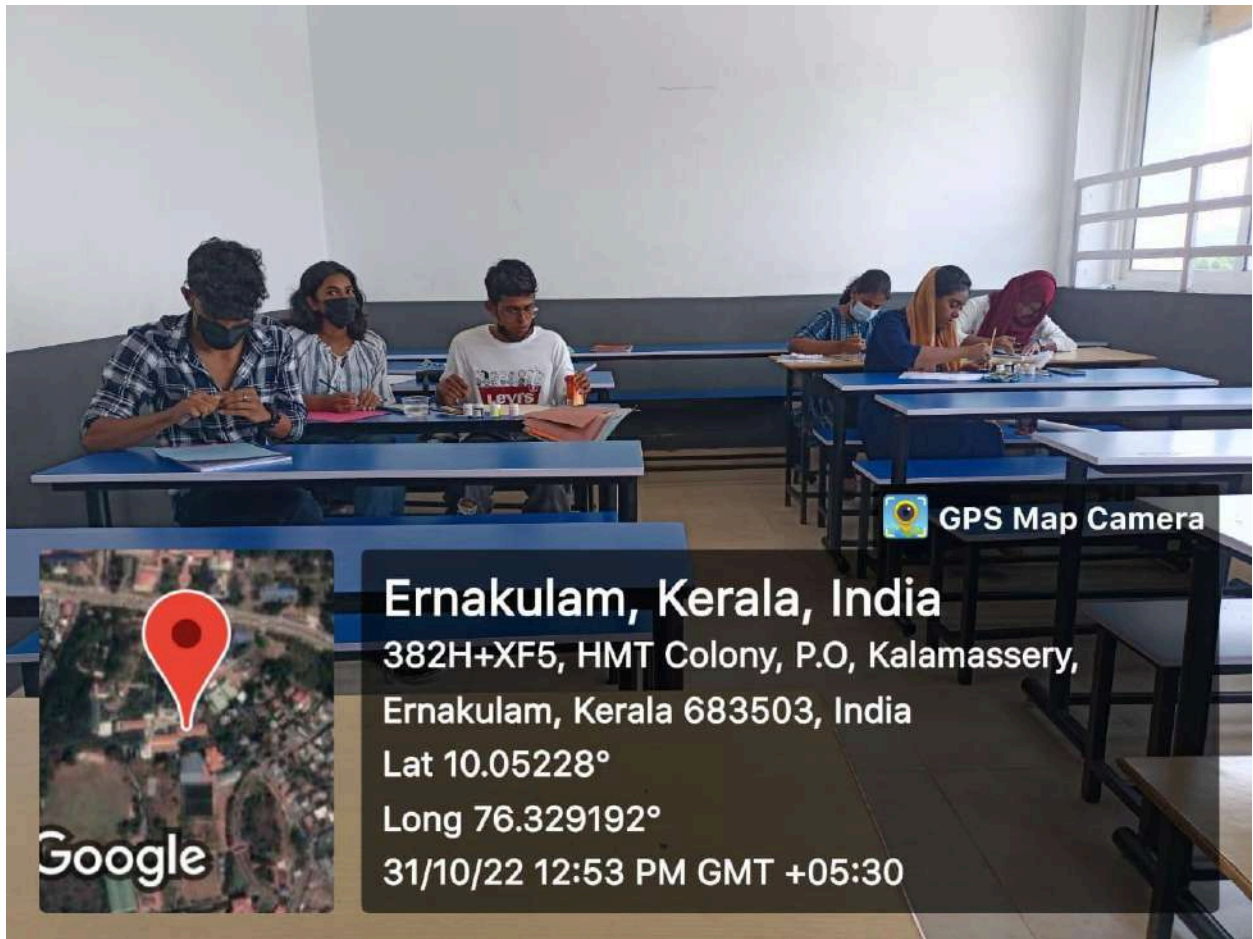 Levi's
GPS Map Camera
Ernakulam, Kerala, India
382H+XF5, HMT Colony, P.O, Kalamassery,
Ernakulam, Kerala 683503, India
Lat 10.05228°
Long 76.329192°
31/10/22 12:53 PM GMT +05:30
Google